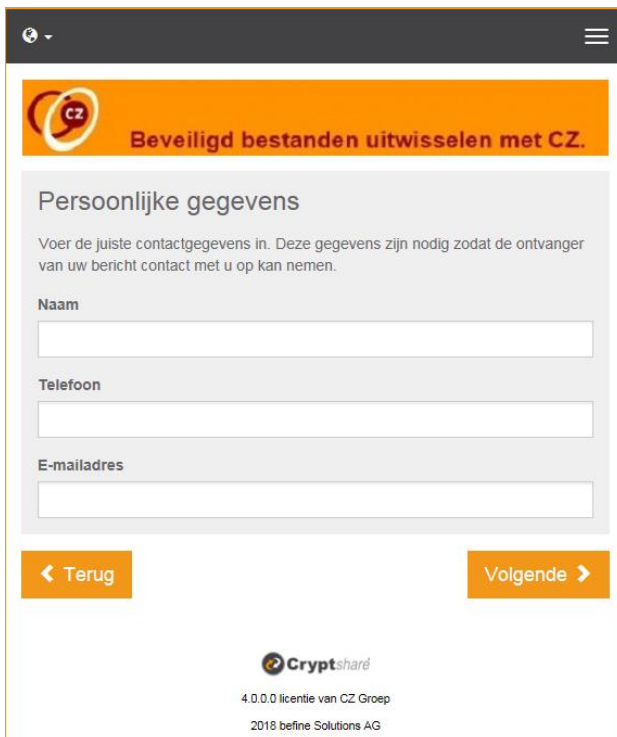 CZ
Beveiligd bestanden uitwisselen met CZ.
Persoonlijke gegevens
Voer de juiste contactgegevens in. Deze gegevens zijn nodig zodat de ontvanger
van uw bericht contact met u op kan nemen.
Naam
Telefoon
E-mailadres
Terug
Volgende
Cryptshare
4.0.0.0 licentie van CZ Groep
2018 befine Solutions AG